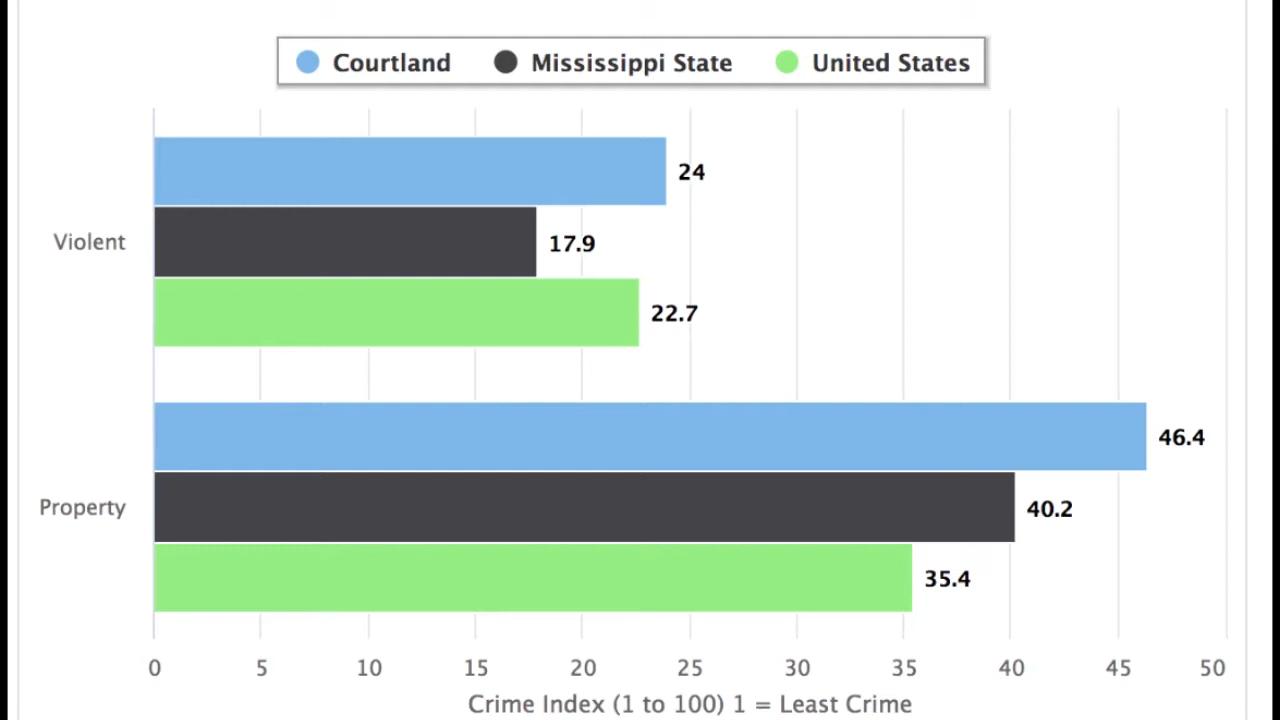 Courtland Mississippi State United States
24
Violent 17.9
22.7
46.4
Property 40.2
35.4
0 5 10 15 20 25 30 35 40 45 50
Crime Index (1 to 100) 1 = Least Crime